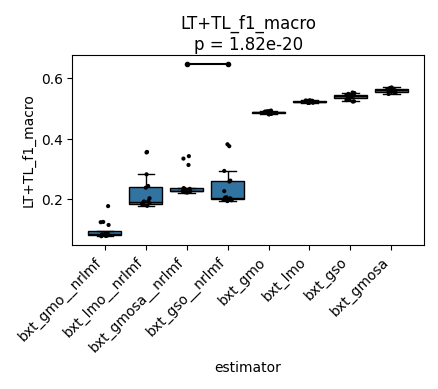 LT+TL_f1_macro
p = 1.82e-20
LT+TL_f1_macro
0.6
0.4
0.2
bxt_gmo__nrlmf
bxt_lmo__nrlmf
bxt_gmosa__nrlmf
bxt_gso__nrlmf
bxt_gmo
bxt_lmo
bxt_gso
bxt_gmosa
estimator